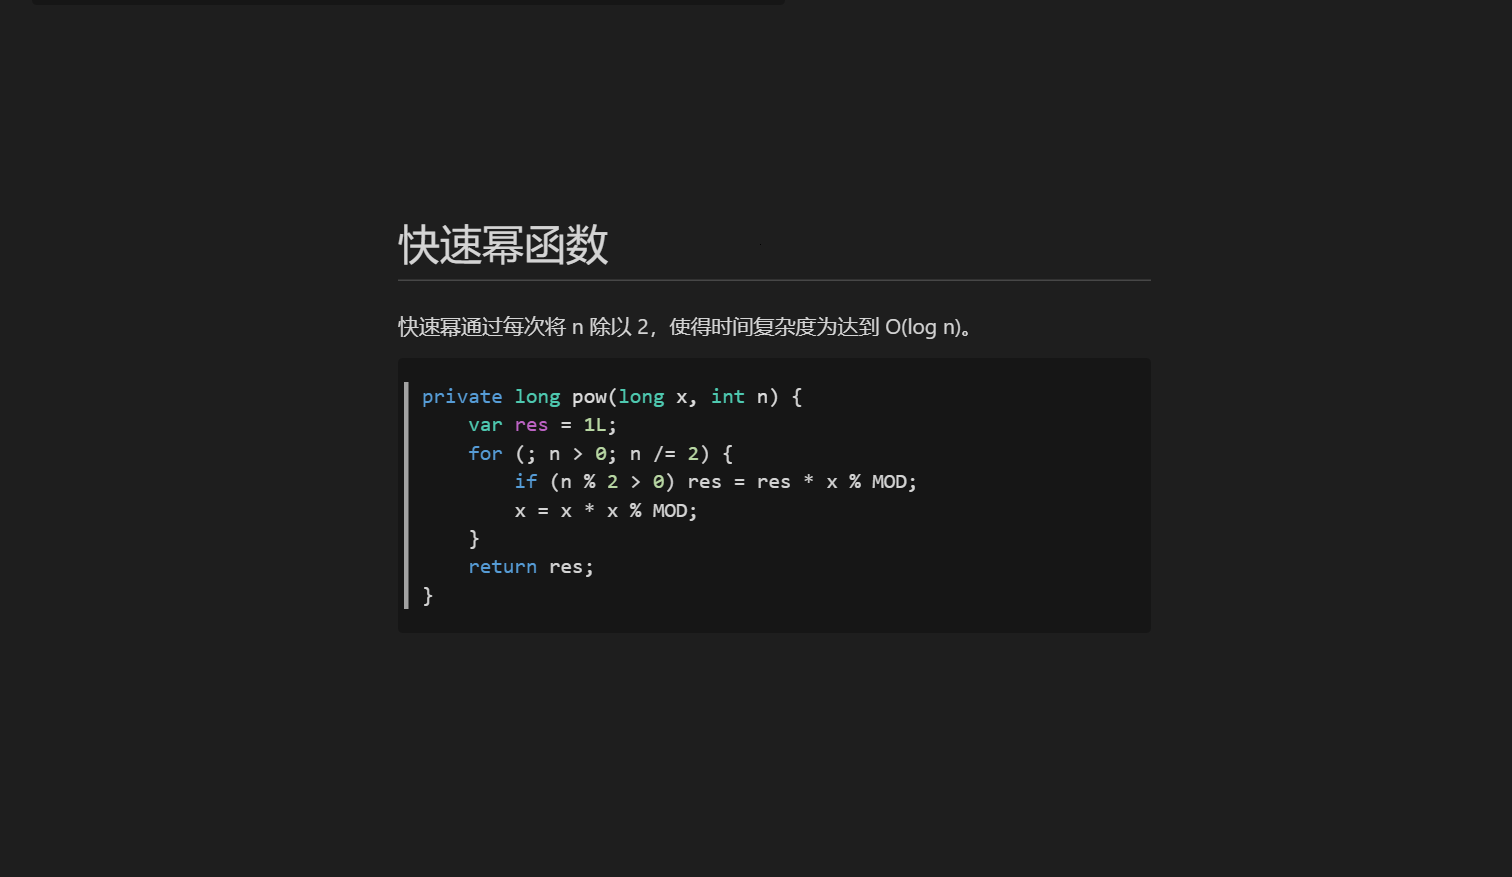 快速幂函数
快速幂通过每次将 n 除以 2，使得时间复杂度为达到 O(log n)。
private long pow(long x, int n) {
    var res = 1L;
    for (; n > 0; n /= 2) {
        if (n % 2 > 0) res = res * x % MOD;
        x = x * x % MOD;
    }
    return res;
}